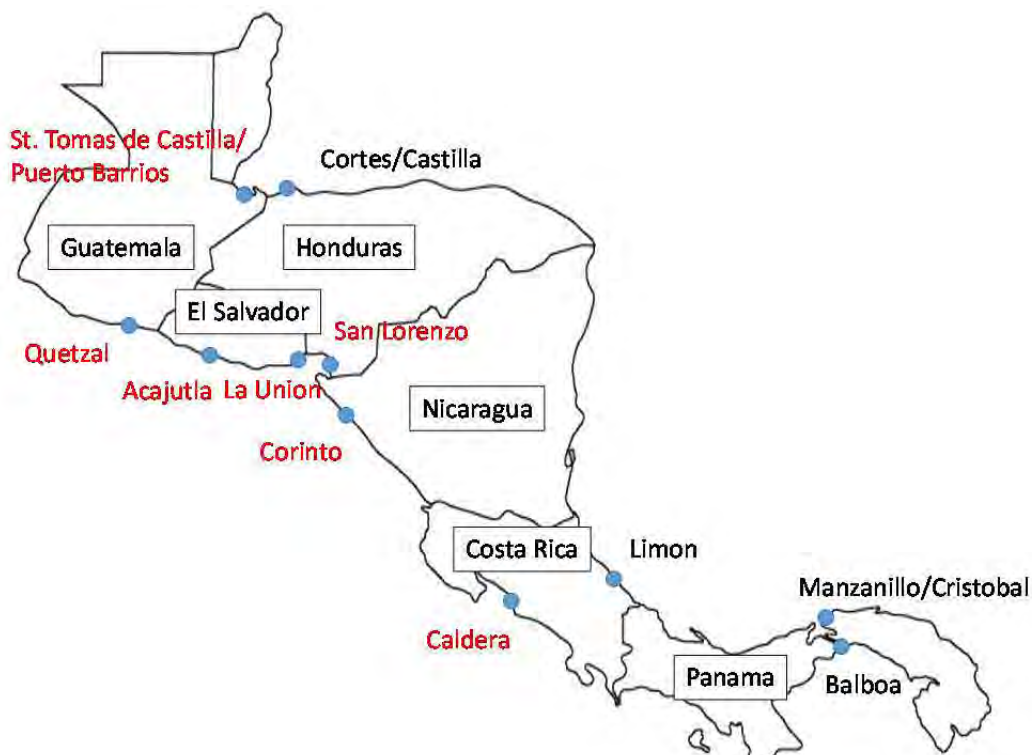 St. Tomas de Castilla/
Puerto Barrios
Cortes/Castilla
Guatemala
Honduras
El Salvador
San Lorenzo
Quetzal
Acajutla
La Union
Nicaragua
Corinto
Costa Rica
Limon
Manzanillo/Cristobal
Caldera
Panama
Balboa